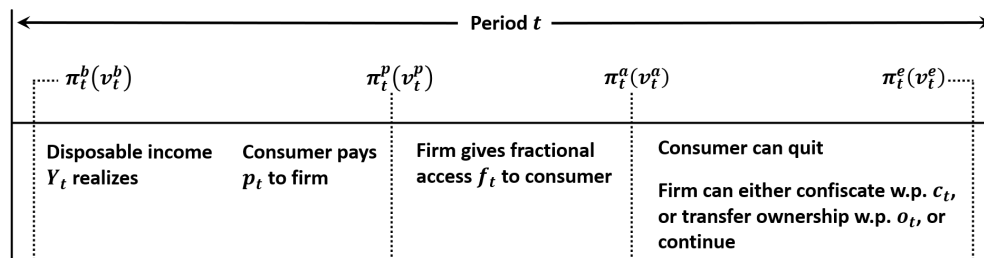 Period t
π_t^b(v_t^b)
π_t^p(v_t^p)
π_t^a(v_t^a)
π_t^e(v_t^e)
Disposable income
Y_t realizes
Consumer pays
p_t to firm
Firm gives fractional
access f_t to consumer
Consumer can quit
Firm can either confiscate w.p. c_t,
or transfer ownership w.p. o_t, or
continue